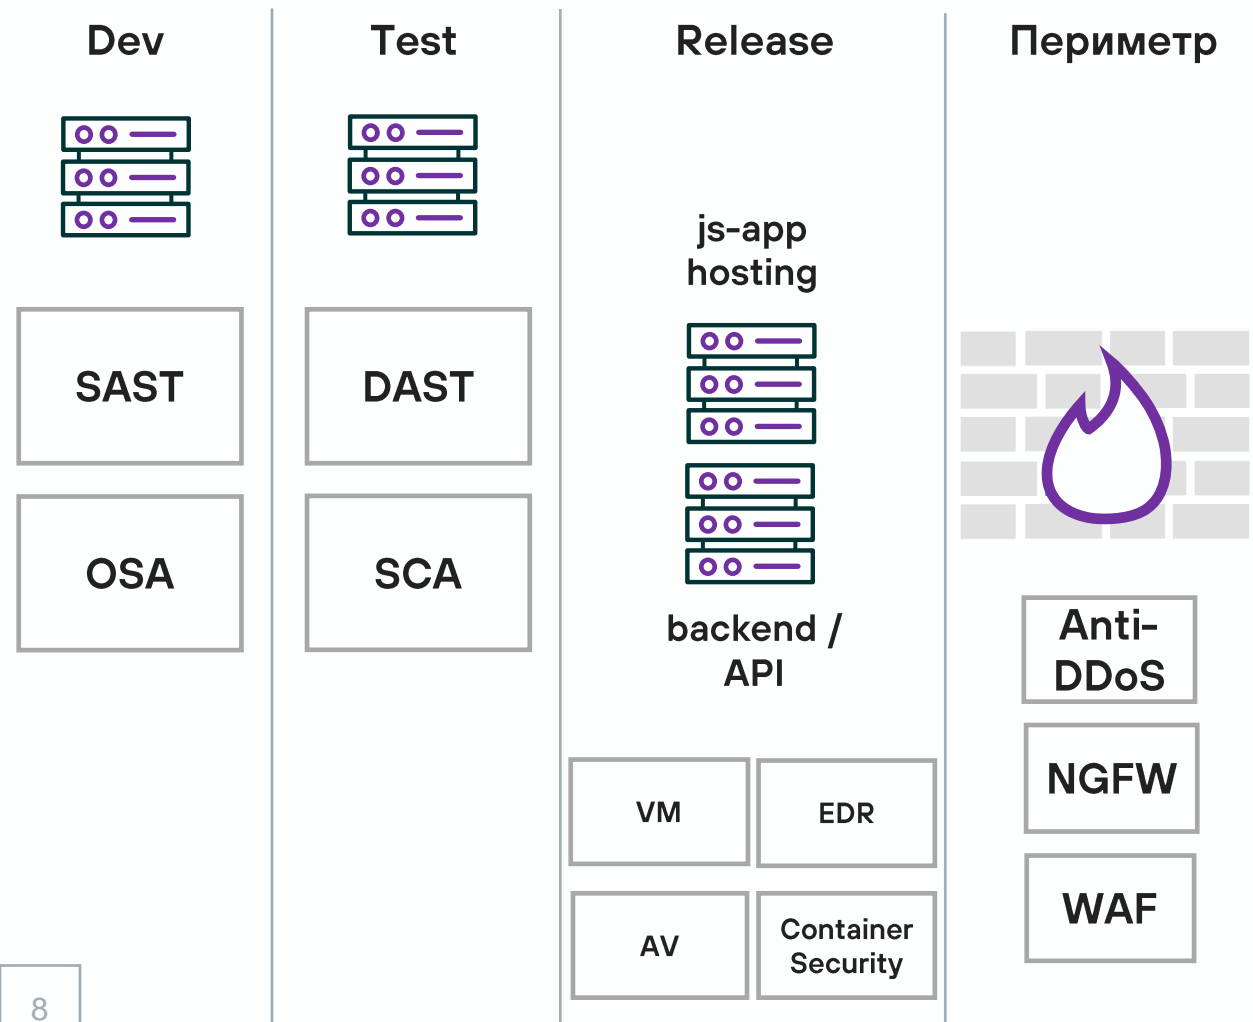 Dev
Test
Release
Периметр
js-app
hosting
SAST
DAST
OSA
SCA
backend /
API
Anti-
DDoS
NGFW
VM
EDR
WAF
AV
Container
Security
8